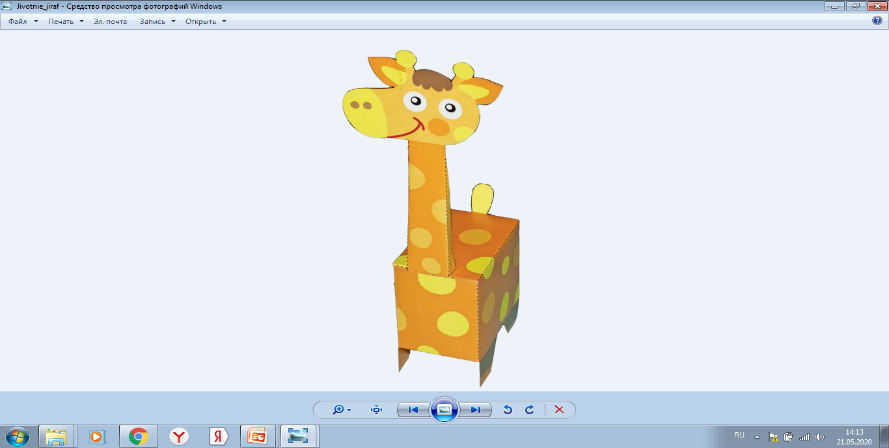 Jivotnie_jiraf - Средство просмотра фотографий Windows
Файл Печать Эл. почта Запись Открыть
RU 14:13
21.05.2020